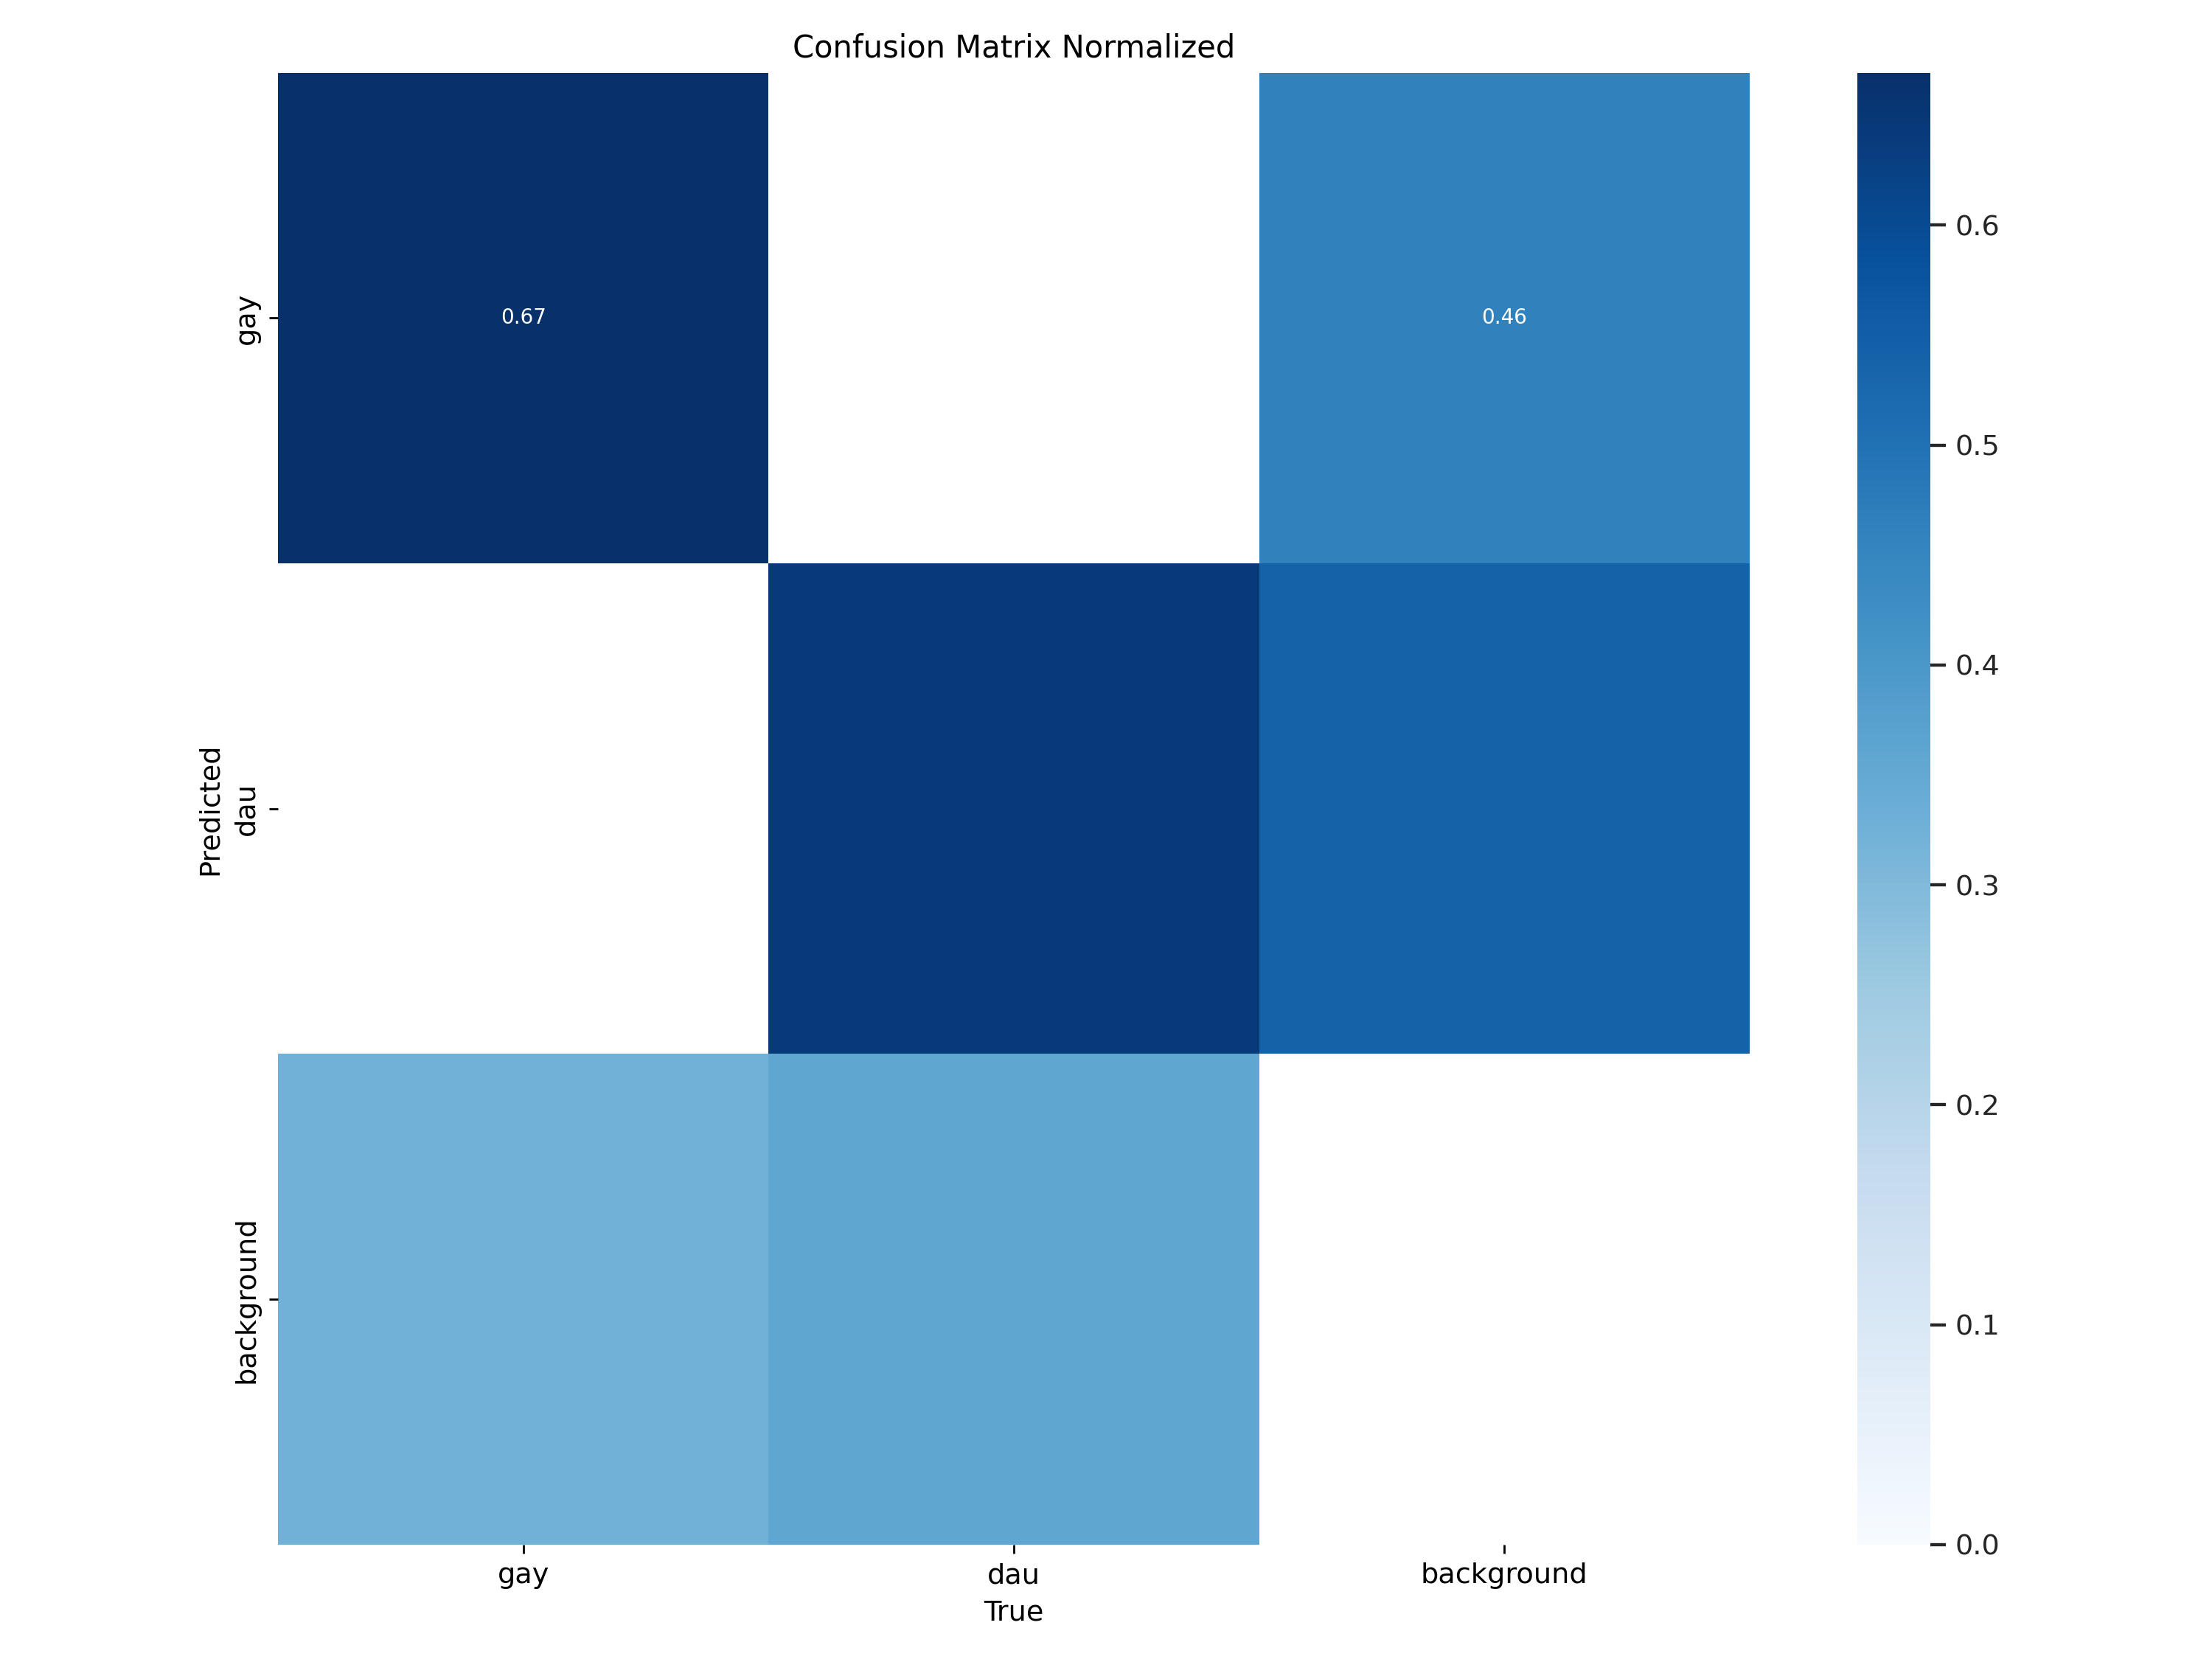 Confusion Matrix Normalized
gay
0.67
0.46
0.6
0.5
0.4
Predicted
dau
0.3
0.2
background
0.1
0.0
gay
dau
background
True